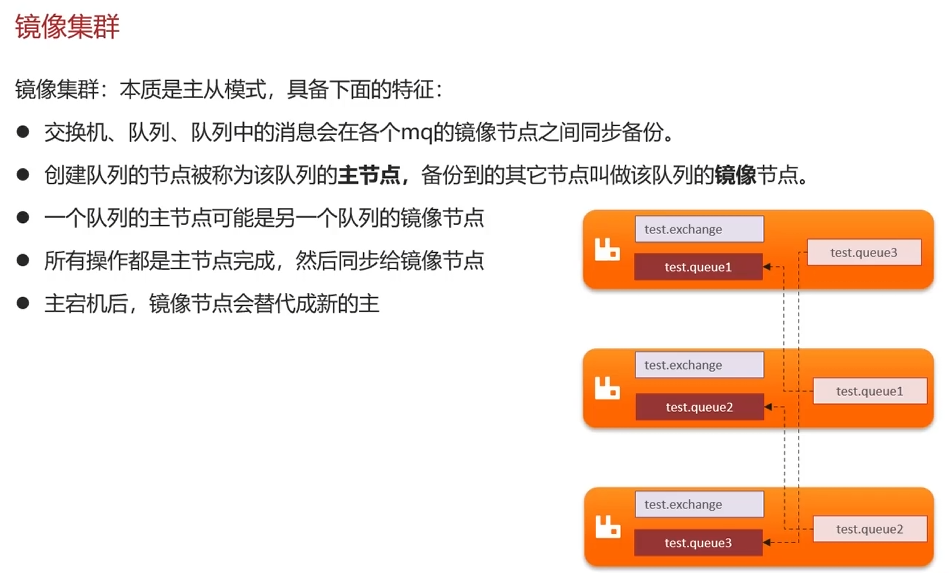 镜像集群
镜像集群：本质是主从模式，具备下面的特征：
● 交换机、队列、队列中的消息会在各个mq的镜像节点之间同步备份。
● 创建队列的节点被称为该队列的主节点，备份到的其它节点叫做该队列的镜像节点。
● 一个队列的主节点可能是另一个队列的镜像节点
● 所有操作都是主节点完成，然后同步给镜像节点
● 主宕机后，镜像节点会替代成新的主
test.exchange
test.queue1
test.queue3
test.exchange
test.queue2
test.queue1
test.exchange
test.queue3
test.queue2